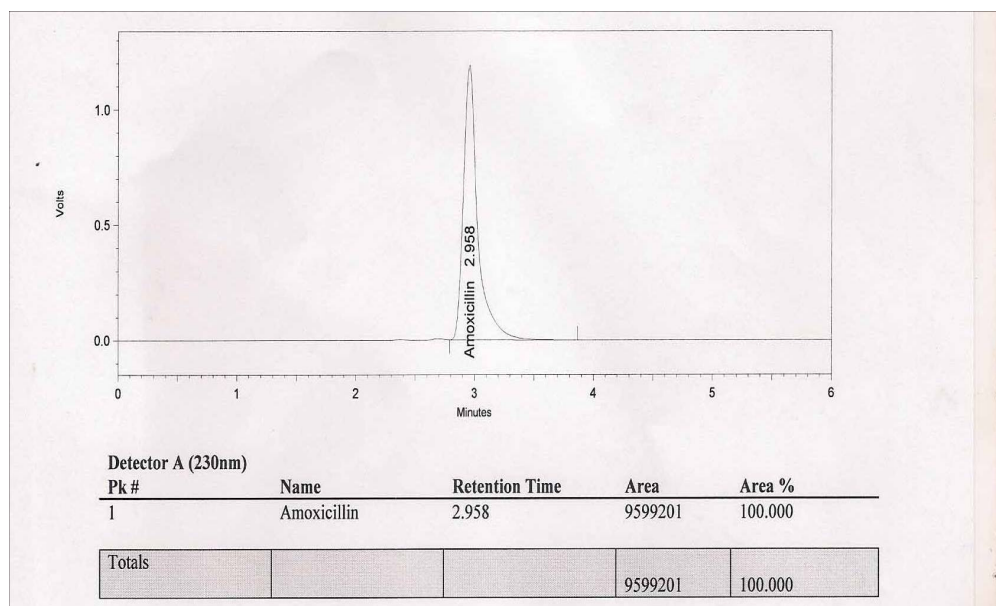 1.0
Volts
0.5
Amoxicillin 2.958
0.0
0 1 2 3 4 5 6
Minutes
Detector A (230nm)
Pk # Name Retention Time Area Area %
1 Amoxicillin 2.958 9599201 100.000
Totals
9599201 100.000